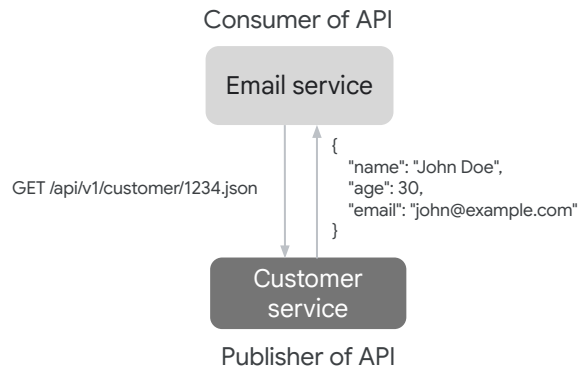 Consumer of API
Email service
GET /api/v1/customer/1234.json
{
"name": "John Doe",
"age": 30,
"email": "john@example.com"
}
Customer
service
Publisher of API